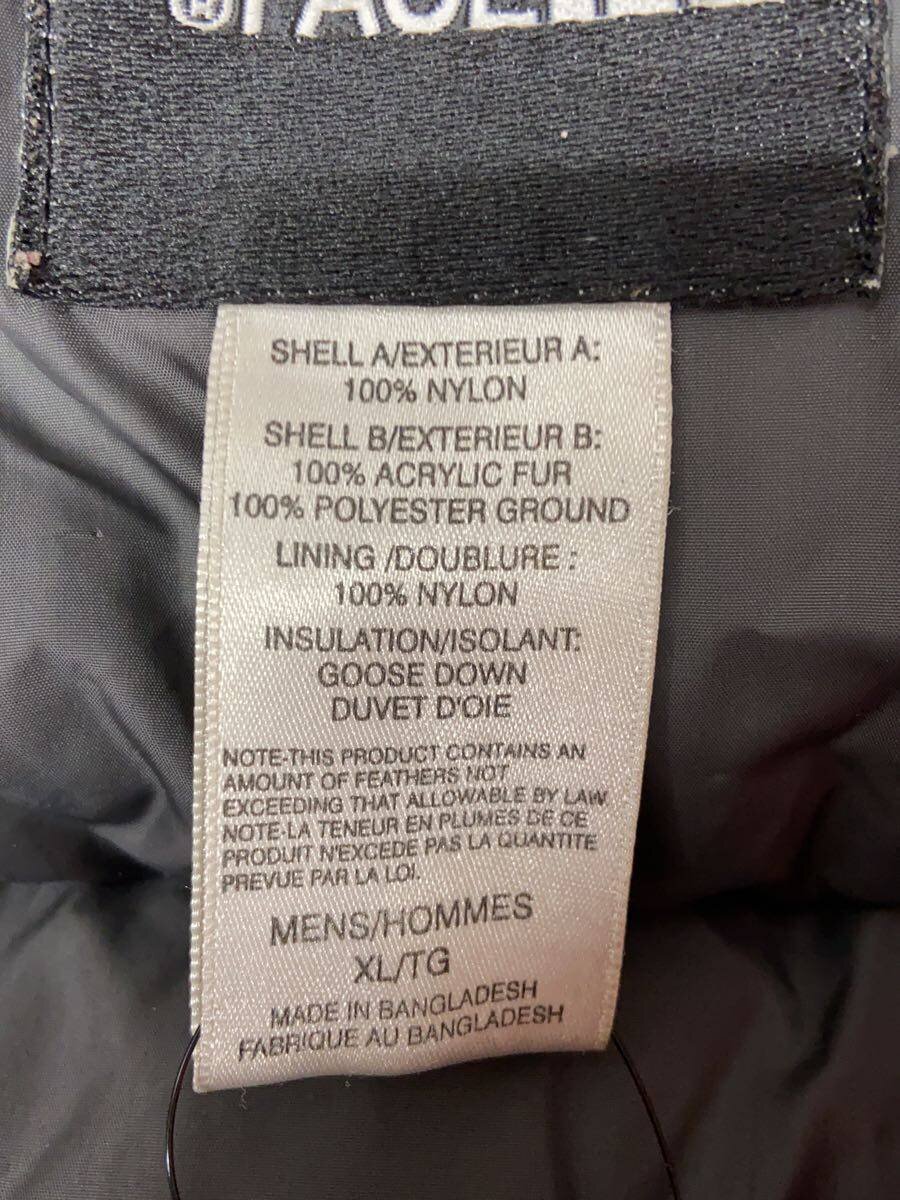 FACE
SHELL A/EXTERIEUR A:
100% NYLON
SHELL B/EXTERIEUR B:
100% ACRYLIC FUR
100% POLYESTER GROUND
LINING /DOUBLURE :
100% NYLON
INSULATION/ISOLANT:
GOOSE DOWN
DUVET D'OIE
NOTE-THIS PRODUCT CONTAINS AN
AMOUNT OF FEATHERS NOT
EXCEEDING THAT ALLOWABLE BY LAW
NOTE-LA TENEUR EN PLUMES DE CE
PRODUIT N'EXCEDE PAS LA QUANTITE
PREVUE PAR LA LOI.
MENS/HOMMES
XL/TG
MADE IN BANGLADESH
FABRIQUE AU BANGLADESH